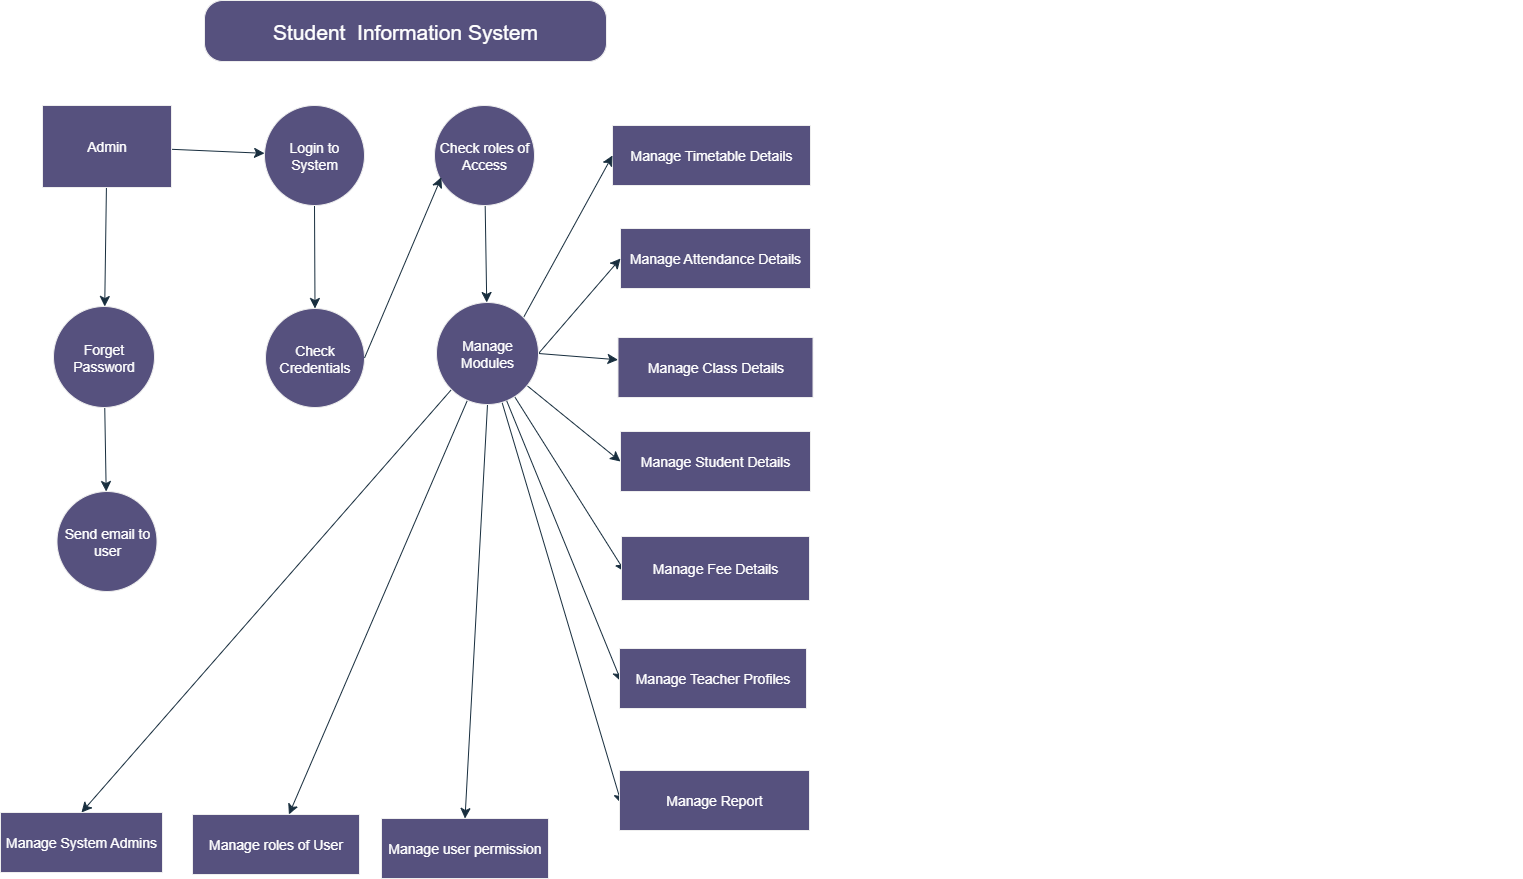 Student  Information System
Admin
Login to
System
Check roles of
Access
Manage Timetable Details
Manage Attendance Details
Forget
Password
Check
Credentials
Manage
Modules
Manage Class Details
Manage Student Details
Send email to
user
Manage Fee Details
Manage Teacher Profiles
Manage Report
Manage System Admins
Manage roles of User
Manage user permission